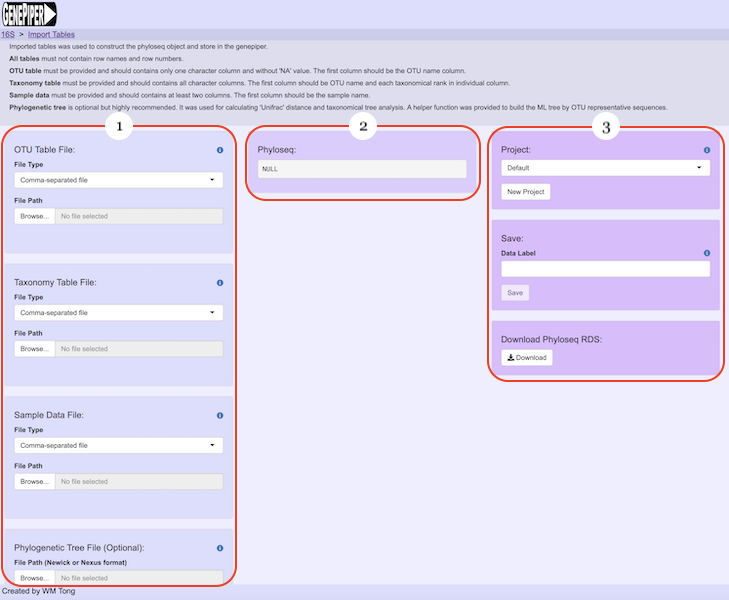 GENEPIPER
16S > Import Tables
Imported tables was used to construct the phyloseq object and store in the genepiper.
All tables must not contain row names and row numbers.
OTU table must be provided and should contains only one character column and without 'NA' value. The first column should be the OTU name column.
Taxonomy table must be provided and should contains all character columns. The first column should be OTU name and each taxonomical rank in individual column.
Sample data must be provided and should contains at least two columns. The first column should be the sample name.
Phylogenetic tree is optional but highly recommended. It was used for calculating 'Unifrac' distance and taxonomical tree analysis. A helper function was provided to build the ML tree by OTU representative sequences.
1
OTU Table File:
File Type
Comma-separated file
File Path
Browse... No file selected
Taxonomy Table File:
File Type
Comma-separated file
File Path
Browse... No file selected
Sample Data File:
File Type
Comma-separated file
File Path
Browse... No file selected
Phylogenetic Tree File (Optional):
File Path (Newick or Nexus format)
Browse... No file selected
2
Phyloseq:
NULL
3
Project:
Default
New Project
Save:
Data Label
Save
Download Phyloseq RDS:
Download
Created by WM Tong